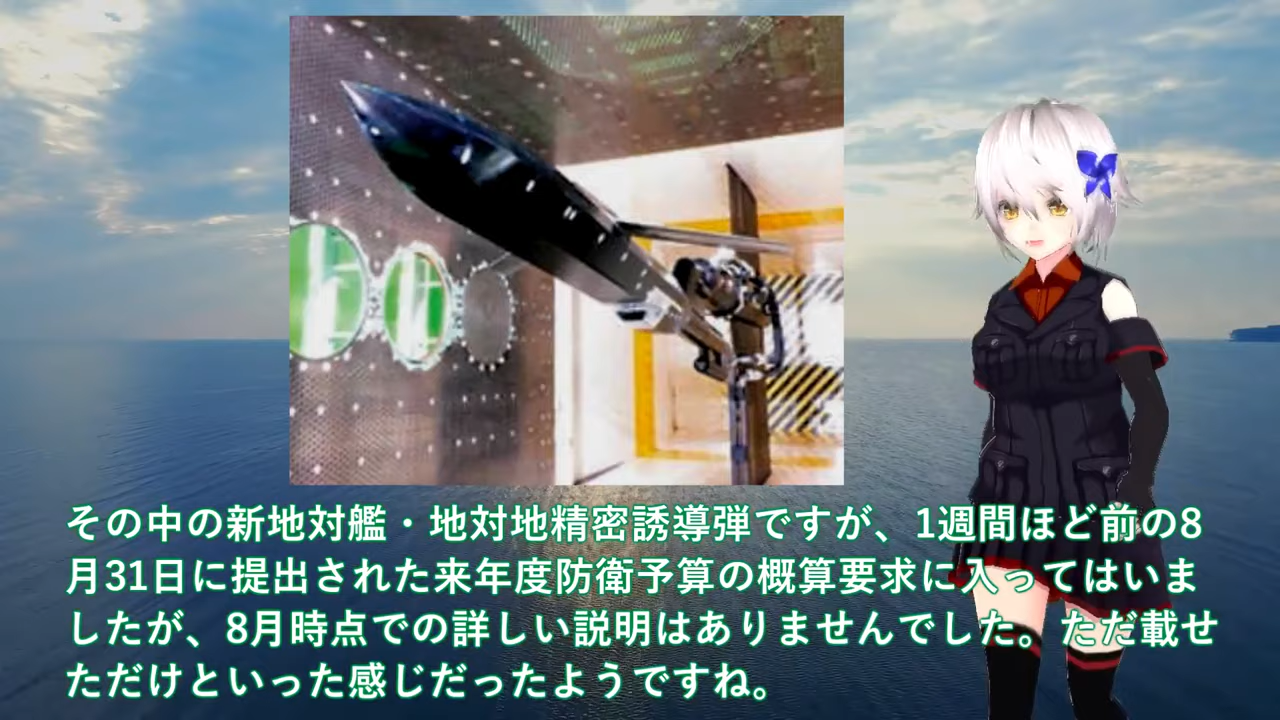 その中の新地対艦・地対地精密誘導弾ですが、1週間ほど前の8
月31日に提出された来年度防衛予算の概算要求に入ってはいま
したが、8月時点での詳しい説明はありませんでした。ただ載せ
ただけといった感じだったようですね。